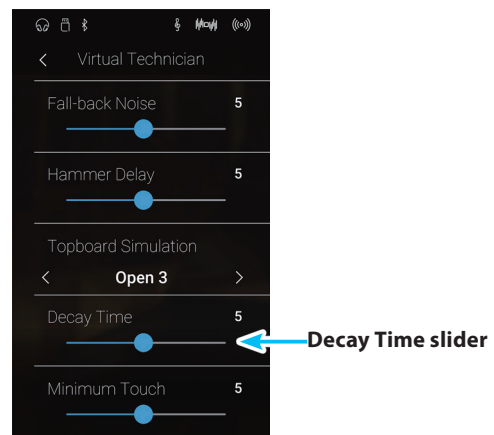 Virtual Technician
Fall-back Noise 5
Hammer Delay 5
Topboard Simulation
Open 3
Decay Time 5
Decay Time slider
Minimum Touch 5